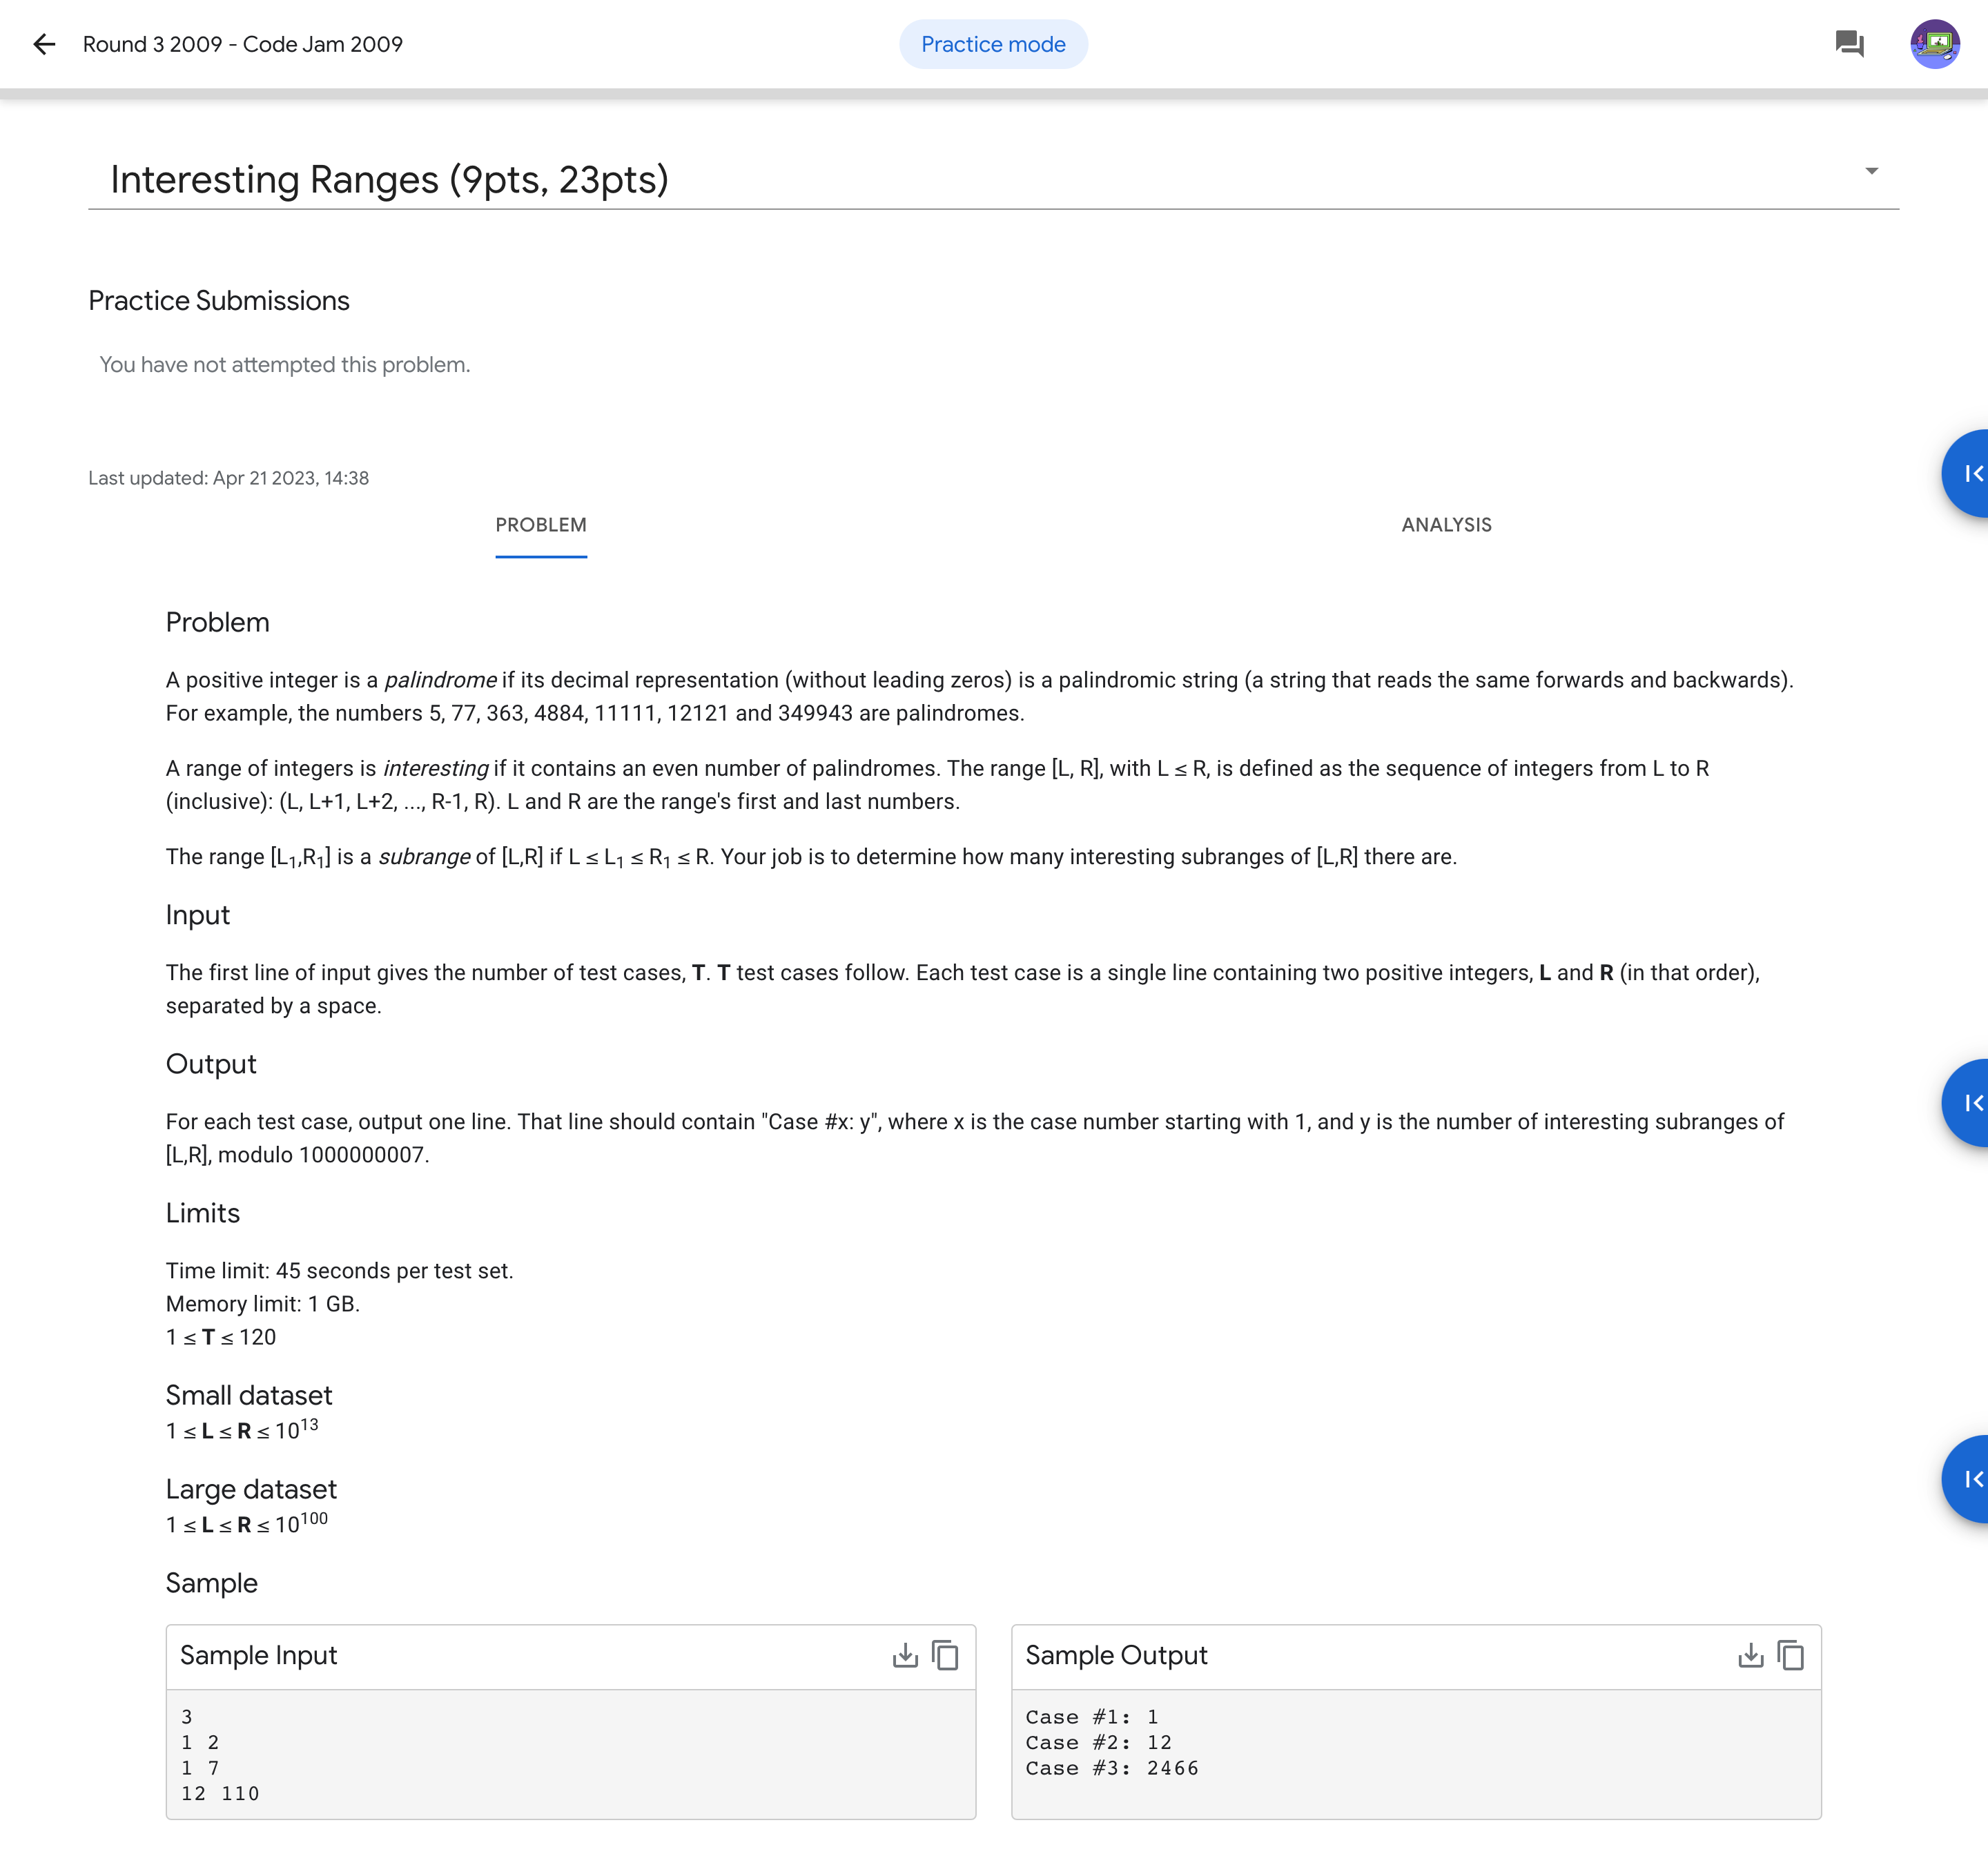 Round 3 2009 - Code Jam 2009
Practice mode
Interesting Ranges (9pts, 23pts)
Practice Submissions
You have not attempted this problem.
Last updated: Apr 21 2023, 14:38
PROBLEM
ANALYSIS
Problem
A positive integer is a palindrome if its decimal representation (without leading zeros) is a palindromic string (a string that reads the same forwards and backwards).
For example, the numbers 5, 77, 363, 4884, 11111, 12121 and 349943 are palindromes.
A range of integers is interesting if it contains an even number of palindromes. The range [L, R], with L ≤ R, is defined as the sequence of integers from L to R
(inclusive): (L, L+1, L+2, ..., R-1, R). L and R are the range's first and last numbers.
The range [L₁,R₁] is a subrange of [L,R] if L ≤ L₁ ≤ R₁ ≤ R. Your job is to determine how many interesting subranges of [L,R] there are.
Input
The first line of input gives the number of test cases, T. T test cases follow. Each test case is a single line containing two positive integers, L and R (in that order),
separated by a space.
Output
For each test case, output one line. That line should contain "Case #x: y", where x is the case number starting with 1, and y is the number of interesting subranges of
[L,R], modulo 1000000007.
Limits
Time limit: 45 seconds per test set.
Memory limit: 1 GB.
1 ≤ T ≤ 120
Small dataset
1 ≤ L ≤ R ≤ 10¹³
Large dataset
1 ≤ L ≤ R ≤ 10¹⁰⁰
Sample
Sample Input
3
1 2
1 7
12 110
Sample Output
Case #1: 1
Case #2: 12
Case #3: 2466